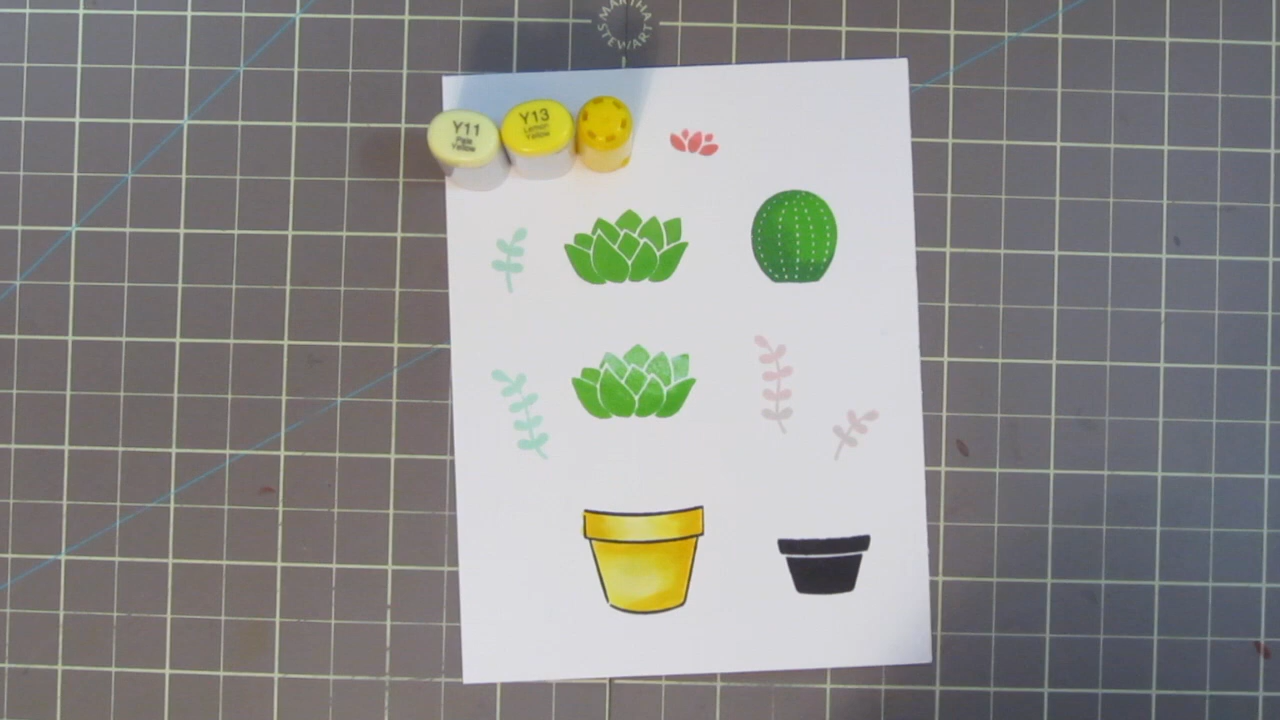 MARTHA
STEWART
Y11
Pale
Yellow
Y13
Lemon
Yellow